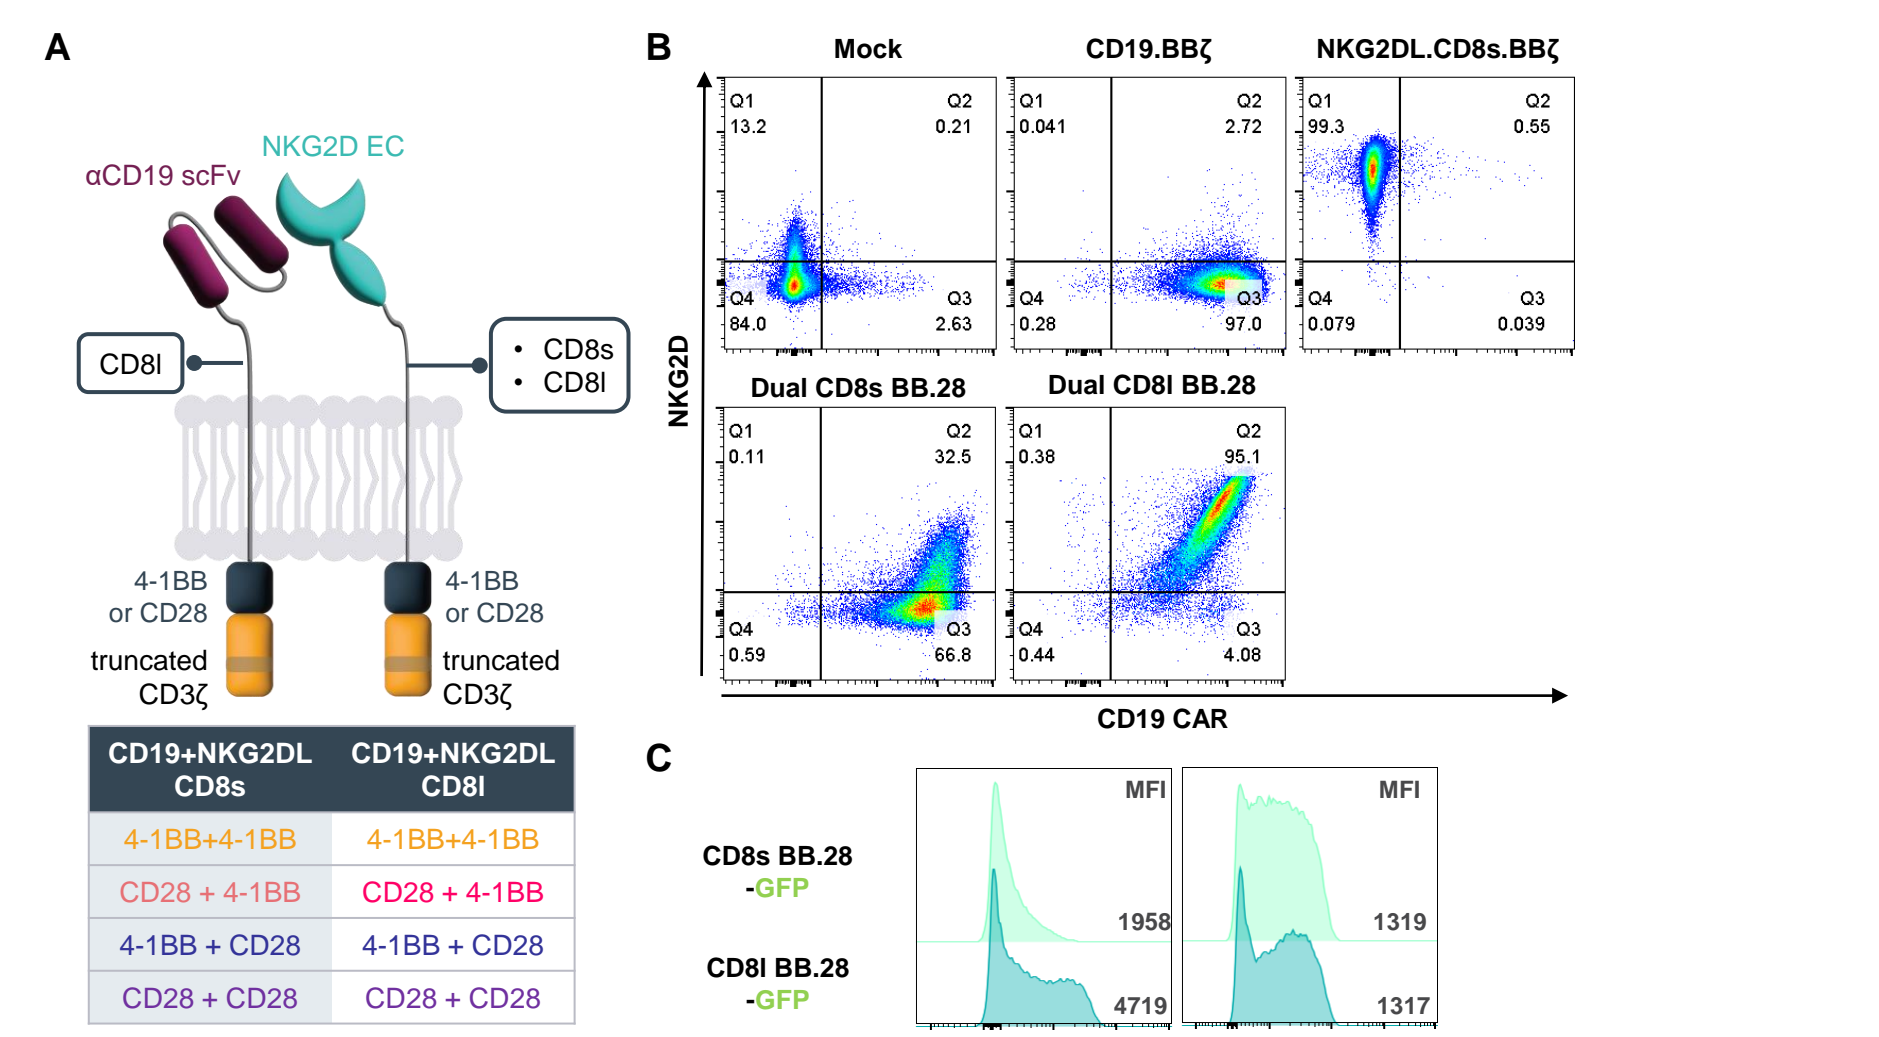 A
αCD19 scFv
NKG2D EC
CD8l
• CD8s
• CD8l
4-1BB
or CD28
truncated
CD3ζ
4-1BB
or CD28
truncated
CD3ζ
CD19+NKG2DL CD8s
CD19+NKG2DL CD8l
4-1BB+4-1BB 4-1BB+4-1BB
CD28 + 4-1BB CD28 + 4-1BB
4-1BB + CD28 4-1BB + CD28
CD28 + CD28 CD28 + CD28
B
Mock
Q1
13.2
Q2
0.21
Q4
84.0
Q3
2.63
CD19.BBζ
Q1
0.041
Q2
2.72
Q4
0.28
Q3
97.0
NKG2DL.CD8s.BBζ
Q1
99.3
Q2
0.55
Q4
0.079
Q3
0.039
Dual CD8s BB.28
Q1
0.11
Q2
32.5
Q4
0.59
Q3
66.8
Dual CD8l BB.28
Q1
0.38
Q2
95.1
Q4
0.44
Q3
4.08
NKG2D
CD19 CAR
C
CD8s BB.28
-GFP
CD8l BB.28
-GFP
MFI
1958
4719
MFI
1319
1317